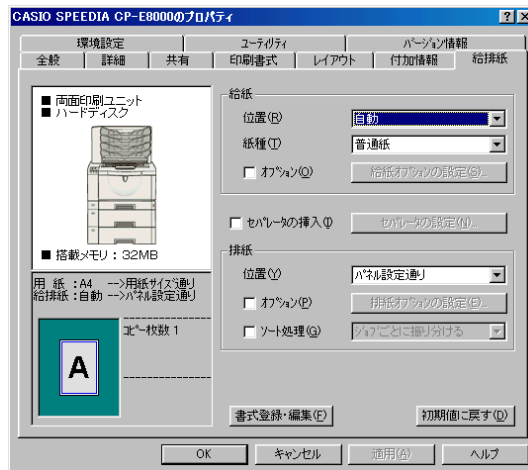 CASIO SPEEDIA CP-E8000のプロパティ
環境設定 ユーティリティ バージョン情報
全般 詳細 共有 印刷書式 レイアウト 付加情報 給排紙
■ 両面印刷ユニット
■ ハードディスク
■ 搭載メモリ：32MB
用 紙 :A4 -->用紙サイズ通り
給排紙:自動 -->パネル設定通り
コピー枚数 1
A
給紙
位置(R) 自動
紙種(T) 普通紙
オプション(O) 給紙オプションの設定(S)...
セパレータの挿入(I) セパレータの設定(N)...
排紙
位置(Y) パネル設定通り
オプション(P) 排紙オプションの設定(E)...
ソート処理(G) ジョブごとに振り分ける
書式登録・編集(F) 初期値に戻す(D)
OK キャンセル 適用(A) ヘルプ